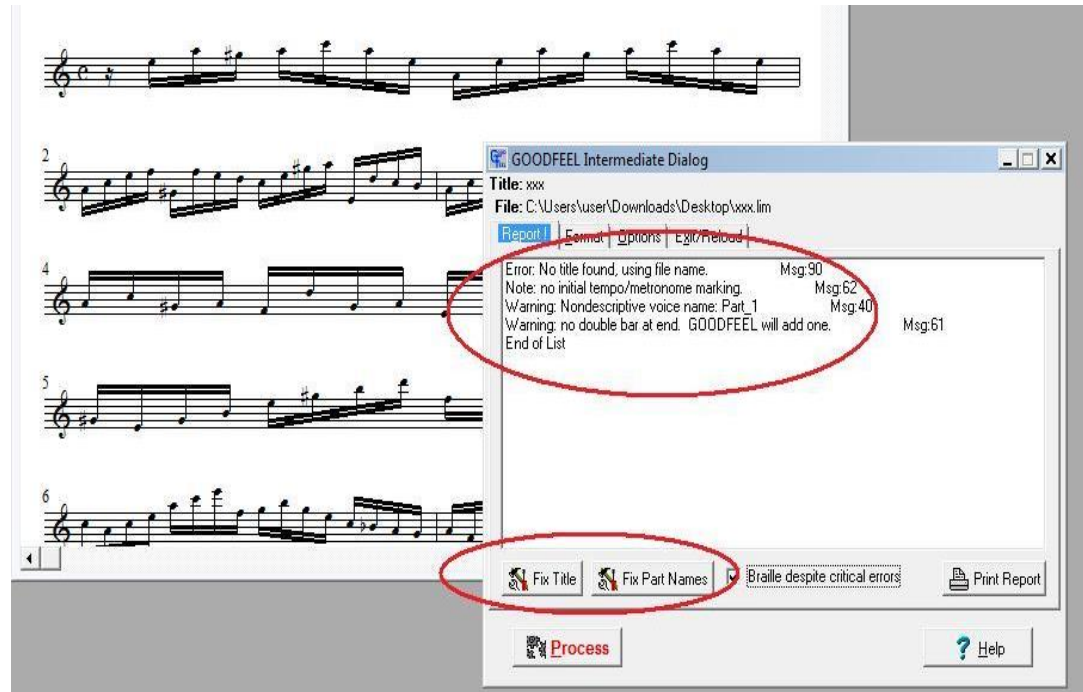 2
4
5
6
GOODFEEL Intermediate Dialog
Title: xxx
File: C:\Users\user\Downloads\Desktop\xxx.lim
Report! Format Options Exit/Reload
Error: No title found, using file name. Msg:90
Note: no initial tempo/metronome marking. Msg:62
Warning: Nondescriptive voice name: Part_1 Msg:40
Warning: no double bar at end. GOODFEEL will add one. Msg:61
End of List
Fix Title Fix Part Names Braille despite critical errors Print Report
Process ? Help